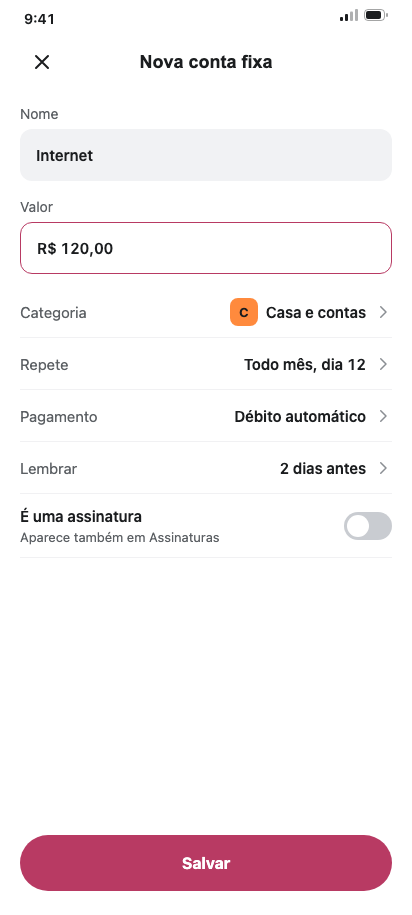 9:41
Nova conta fixa
Nome
Internet
Valor
R$ 120,00
Categoria C Casa e contas
Repete Todo mês, dia 12
Pagamento Débito automático
Lembrar 2 dias antes
É uma assinatura
Aparece também em Assinaturas
Salvar